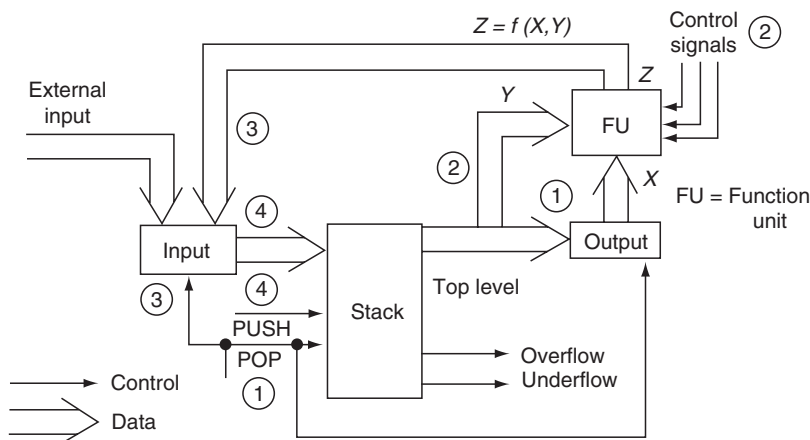 Z = f (X,Y)
Control
signals
②
External
input
Z
Y
FU
③
②
X
①
FU = Function
unit
④
Input
Output
③
④
Stack
Top level
PUSH
POP
①
Overflow
Underflow
Control
Data